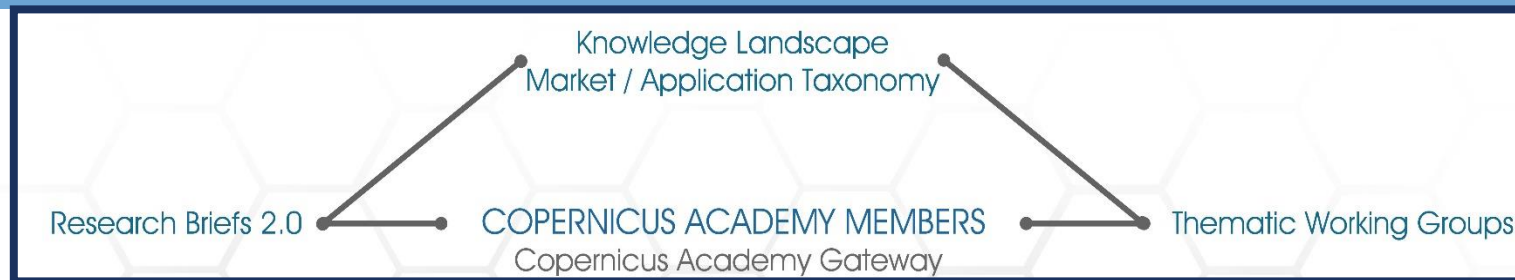 Knowledge Landscape
Market / Application Taxonomy
Research Briefs 2.0
COPERNICUS ACADEMY MEMBERS
Thematic Working Groups
Copernicus Academy Gateway